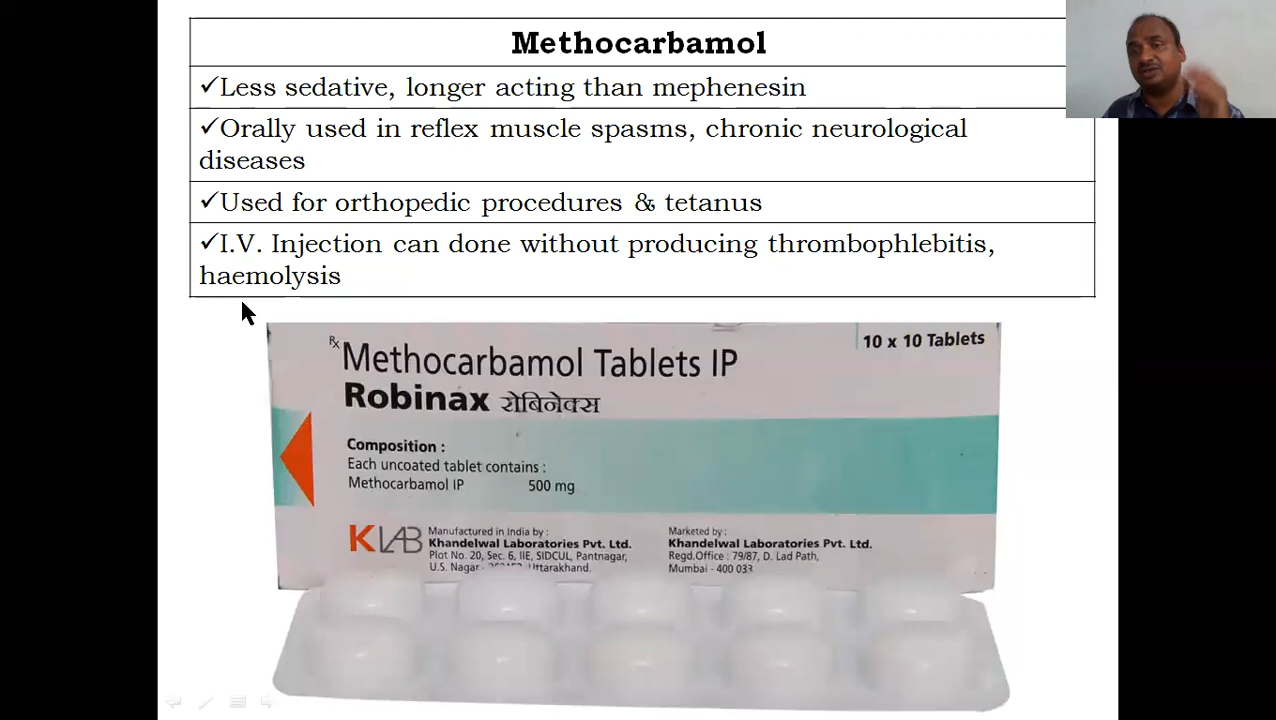 Methocarbamol
✓Less sedative, longer acting than mephenesin
✓Orally used in reflex muscle spasms, chronic neurological
diseases
✓Used for orthopedic procedures & tetanus
✓I.V. Injection can done without producing thrombophlebitis,
haemolysis
Rx
Methocarbamol Tablets IP
10 x 10 Tablets
Robinax रोबिनेक्स
Composition :
Each uncoated tablet contains :
Methocarbamol IP 500 mg
KLAB
Manufactured in India by :
Khandelwal Laboratories Pvt. Ltd.
Plot No. 20, Sec. 6, IIE, SIDCUL, Pantnagar,
U.S. Nagar - Uttarakhand.
Marketed by :
Khandelwal Laboratories Pvt. Ltd.
Regd.Office : 79/87, D. Lad Path,
Mumbai - 400 033